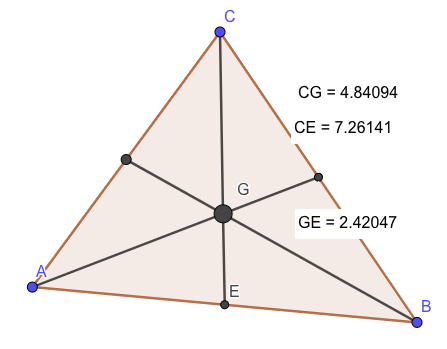 C
CG = 4.84094
CE = 7.26141
G
GE = 2.42047
A
E
B